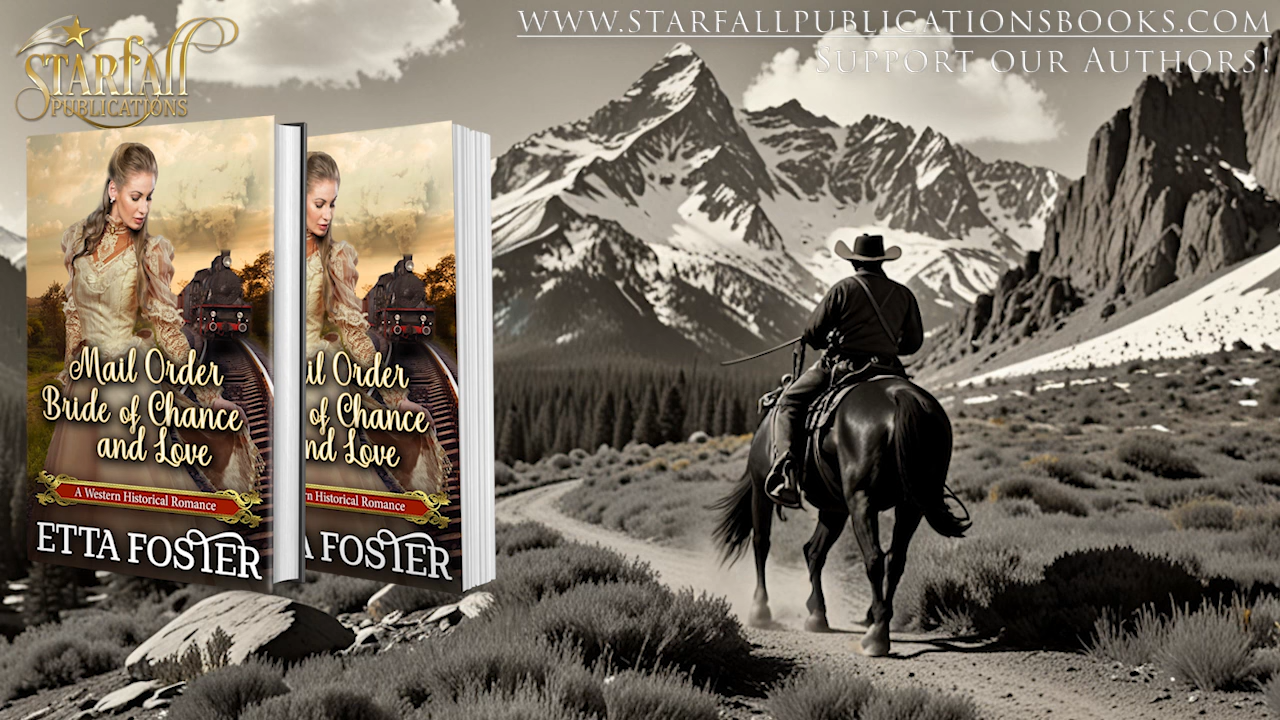 WWW.STARFALLPUBLICATIONSBOOKS.COM
SUPPORT OUR AUTHORS!
STARfall
PUBLICATIONS
Mail Order
Bride of Chance
and Love
A Western Historical Romance
ETTA FOSTER
il Order
of Chance
nd Love
rn Historical Romance
A FOSTER